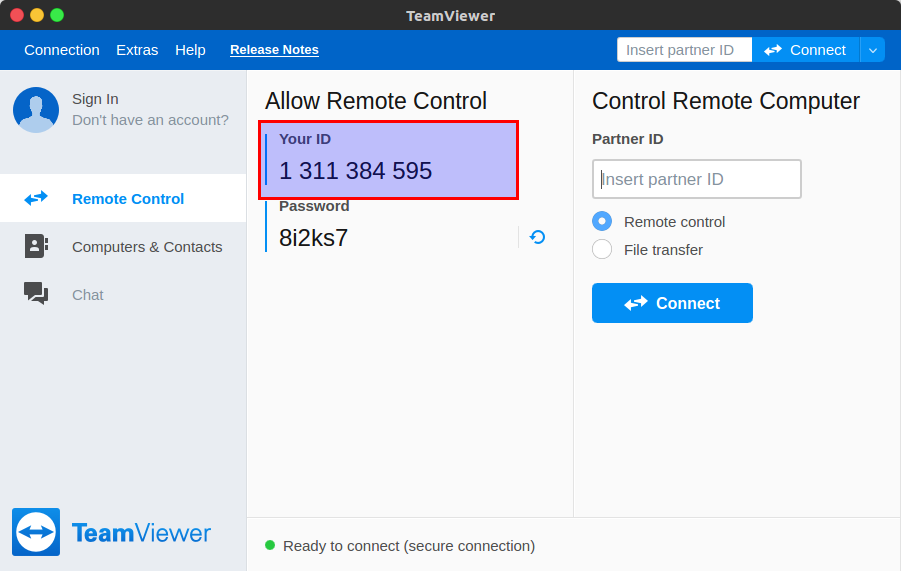 TeamViewer
Connection Extras Help Release Notes Insert partner ID Connect
Sign In
Don't have an account?
Remote Control
Computers & Contacts
Chat
TeamViewer
Allow Remote Control
Your ID
1 311 384 595
Password
8i2ks7
Control Remote Computer
Partner ID
Insert partner ID
Remote control
File transfer
Connect
Ready to connect (secure connection)